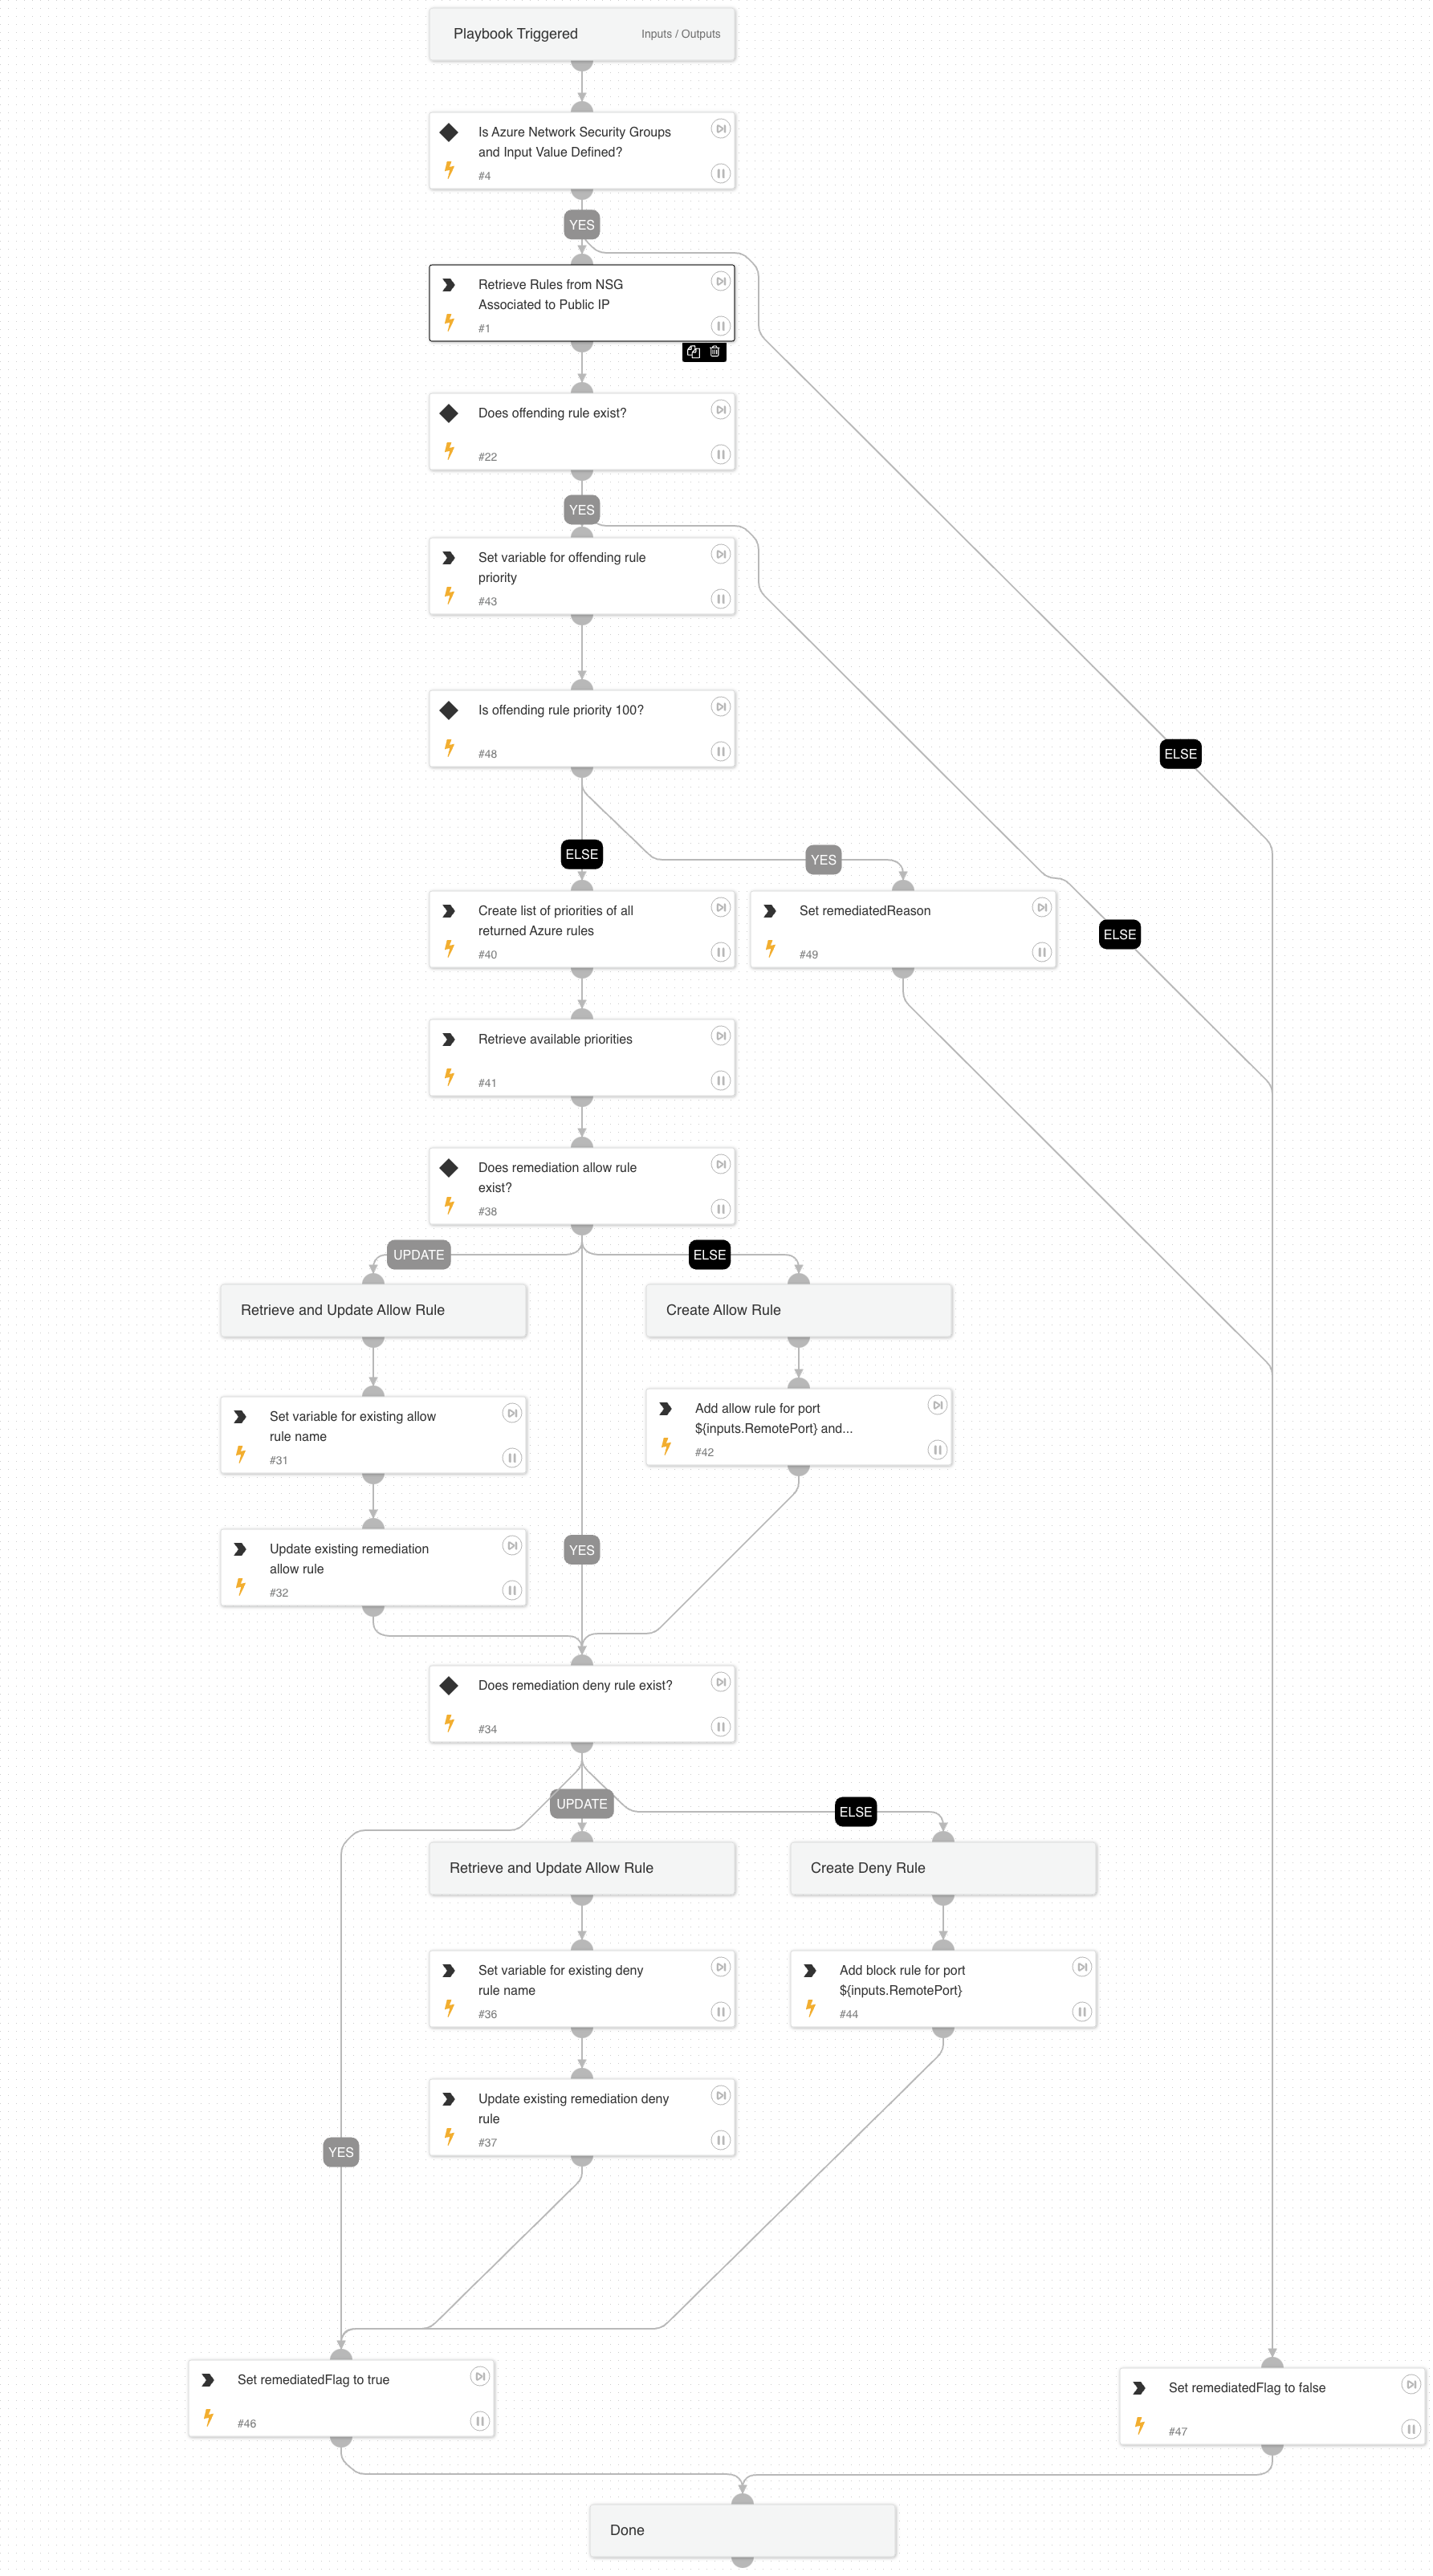 Playbook Triggered
Inputs / Outputs
Is Azure Network Security Groups
and Input Value Defined?
#4
YES
Retrieve Rules from NSG
Associated to Public IP
#1
Does offending rule exist?
#22
YES
Set variable for offending rule
priority
#43
Is offending rule priority 100?
#48
ELSE
ELSE
YES
Create list of priorities of all
returned Azure rules
#40
Set remediatedReason
#49
ELSE
Retrieve available priorities
#41
Does remediation allow rule
exist?
#38
UPDATE
ELSE
Retrieve and Update Allow Rule
Create Allow Rule
Set variable for existing allow
rule name
#31
Add allow rule for port
${inputs.RemotePort} and...
#42
Update existing remediation
allow rule
#32
YES
Does remediation deny rule exist?
#34
UPDATE
ELSE
Retrieve and Update Allow Rule
Create Deny Rule
Set variable for existing deny
rule name
#36
Add block rule for port
${inputs.RemotePort}
#44
Update existing remediation deny
rule
#37
YES
Set remediatedFlag to true
#46
Set remediatedFlag to false
#47
Done